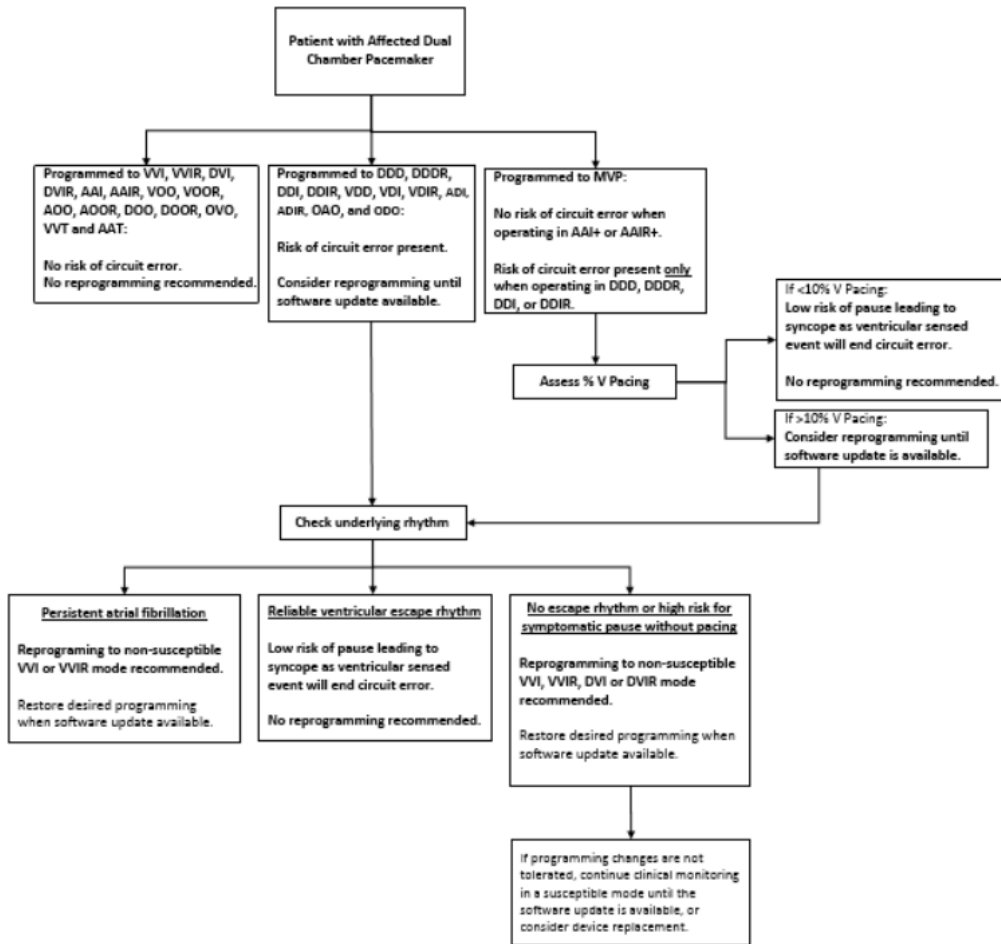 Patient with Affected Dual
Chamber Pacemaker
Programmed to VVI, VVIR, DVI,
DVIR, AAI, AAIR, VOO, VOOR,
AOO, AOOR, DOO, DOOR, OVO,
VVT and AAT:
No risk of circuit error.
No reprogramming recommended.
Programmed to DDD, DDDR,
DDI, DDIR, VDD, VDI, VDIR, ADI,
ADIR, OAO, and ODO:
Risk of circuit error present.
Consider reprogramming until
software update available.
Programmed to MVP:
No risk of circuit error when
operating in AAI+ or AAIR+.
Risk of circuit error present only
when operating in DDD, DDDR,
DDI, or DDIR.
If <10% V Pacing:
Low risk of pause leading to
syncope as ventricular sensed
event will end circuit error.
No reprogramming recommended.
Assess % V Pacing
If >10% V Pacing:
Consider reprogramming until
software update is available.
Check underlying rhythm
Persistent atrial fibrillation
Reprograming to non-susceptible
VVI or VVIR mode recommended.
Restore desired programming
when software update available.
Reliable ventricular escape rhythm
Low risk of pause leading to
syncope as ventricular sensed
event will end circuit error.
No reprogramming recommended.
No escape rhythm or high risk for
symptomatic pause without pacing
Reprogramming to non-susceptible
VVI, VVIR, DVI or DVIR mode
recommended.
Restore desired programming when
software update available.
If programming changes are not
tolerated, continue clinical monitoring
in a susceptible mode until the
software update is available, or
consider device replacement.